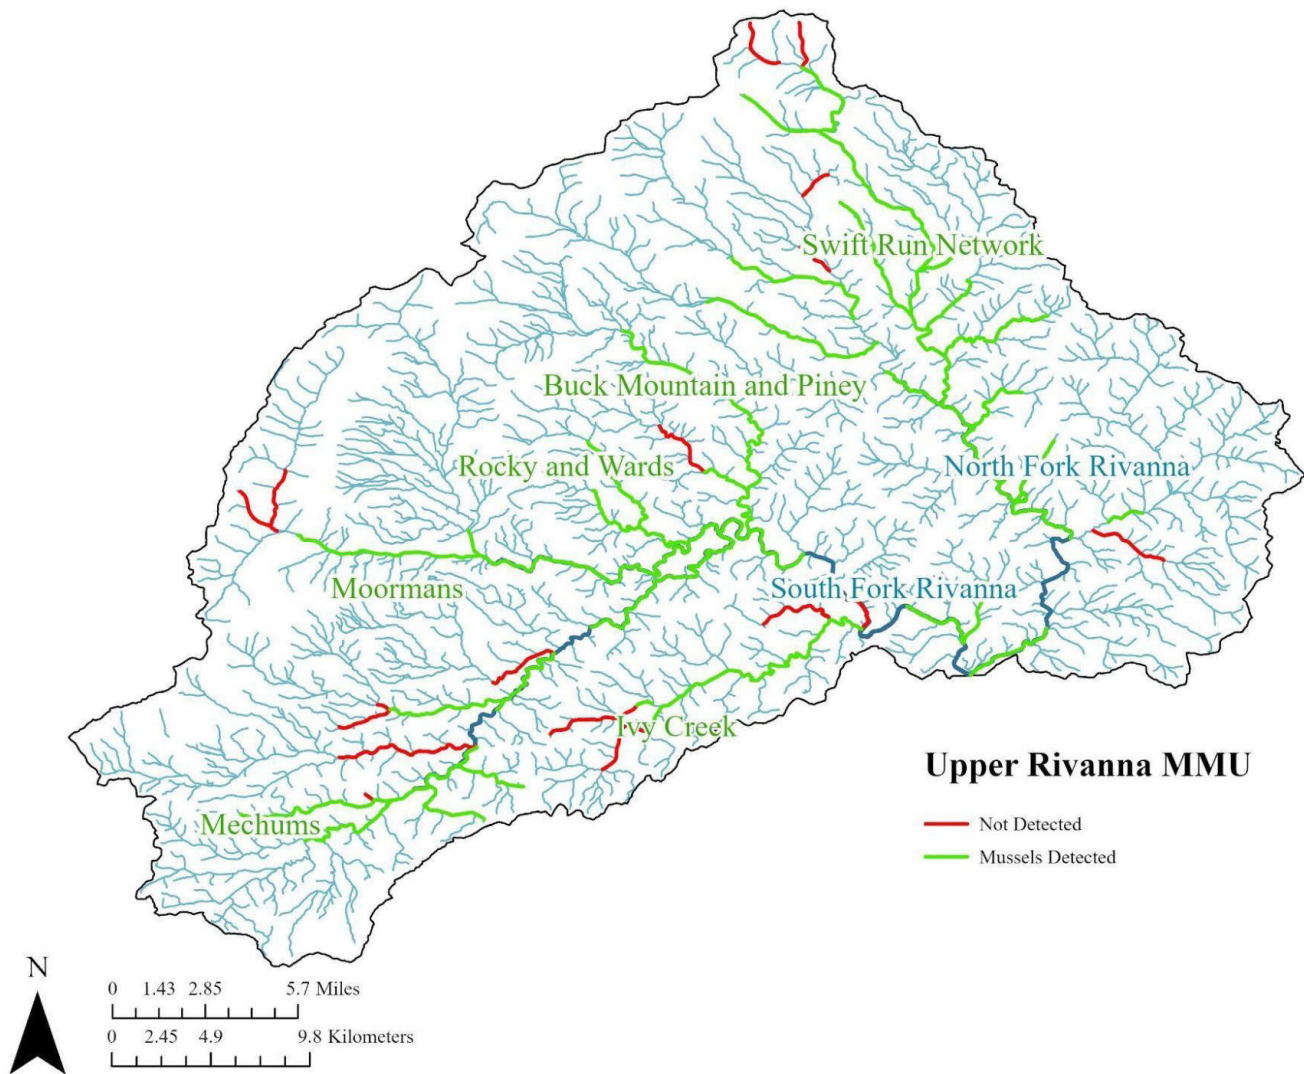 Swift Run Network
Buck Mountain and Piney
Rocky and Wards
North Fork Rivanna
Moormans
South Fork Rivanna
Ivy Creek
Mechums
Upper Rivanna MMU
Not Detected
Mussels Detected
N
0 1.43 2.85 5.7 Miles
0 2.45 4.9 9.8 Kilometers